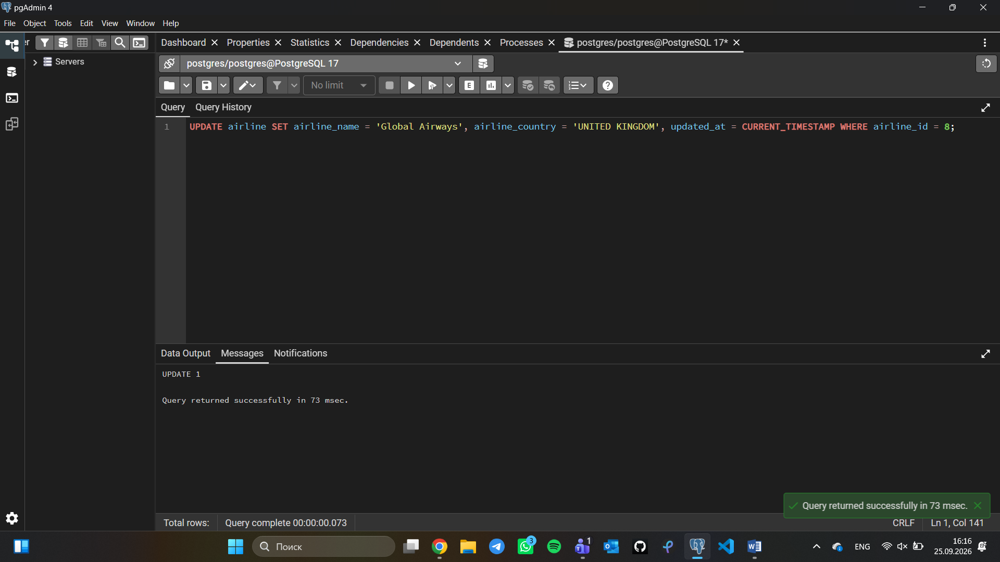 pgAdmin 4
File Object Tools Edit View Window Help
er
Dashboard Properties Statistics Dependencies Dependents Processes postgres/postgres@PostgreSQL 17*
Servers
postgres/postgres@PostgreSQL 17
No limit
E
Query Query History
1 UPDATE airline SET airline_name = 'Global Airways', airline_country = 'UNITED KINGDOM', updated_at = CURRENT_TIMESTAMP WHERE airline_id = 8;
Data Output Messages Notifications
UPDATE 1
Query returned successfully in 73 msec.
Query returned successfully in 73 msec.
Total rows: Query complete 00:00:00.073 CRLF Ln 1, Col 141
Поиск 3 1 ENG 16:16
25.09.2026